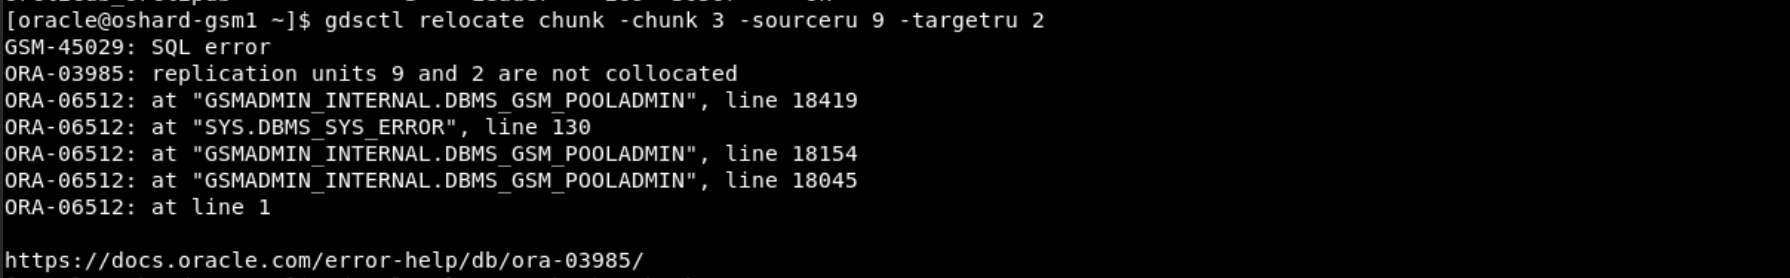 [oracle@oshard-gsm1 ~]$ gdsctl relocate chunk -chunk 3 -sourceru 9 -targetru 2
GSM-45029: SQL error
ORA-03985: replication units 9 and 2 are not collocated
ORA-06512: at "GSMADMIN_INTERNAL.DBMS_GSM_POOLADMIN", line 18419
ORA-06512: at "SYS.DBMS_SYS_ERROR", line 130
ORA-06512: at "GSMADMIN_INTERNAL.DBMS_GSM_POOLADMIN", line 18154
ORA-06512: at "GSMADMIN_INTERNAL.DBMS_GSM_POOLADMIN", line 18045
ORA-06512: at line 1
https://docs.oracle.com/error-help/db/ora-03985/